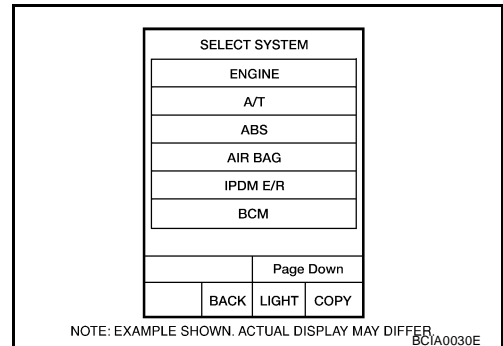 SELECT SYSTEM
ENGINE
A/T
ABS
AIR BAG
IPDM E/R
BCM
Page Down
BACK LIGHT COPY
NOTE: EXAMPLE SHOWN. ACTUAL DISPLAY MAY DIFFER.
BCIA0030E